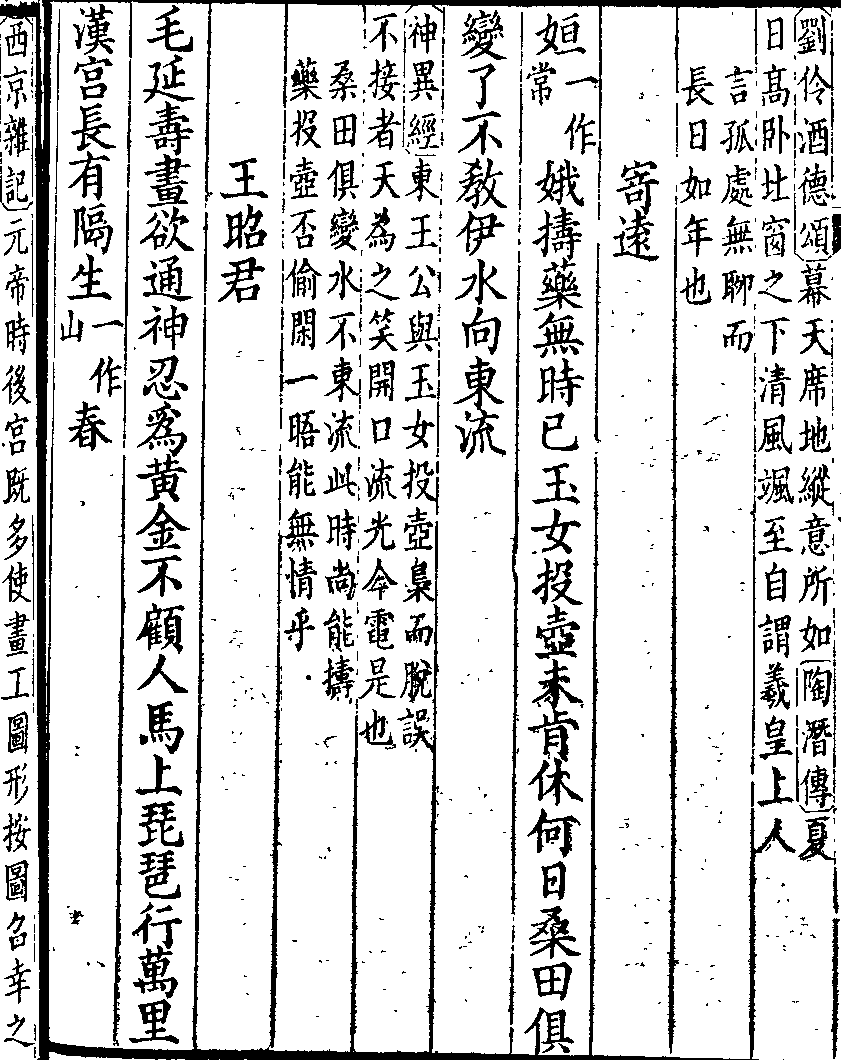 劉伶酒德頌幕天席地縱意所如陶潛傳夏
日高卧北窗之下清風颯至自謂羲皇上人
言孤處無聊而
長日如年也
寄遠
姮一作常娥擣藥無時已玉女投壺未肯休何日桑田俱
變了不教伊水向東流
神異經東王公與玉女投壺梟而脫誤
不接者天為之笑開口流光今電是也
桑田俱變水不東流此時尚能擣
藥投壺否偷閑一晤能無情乎
王昭君
毛延壽畫欲通神忍為黃金不顧人馬上琵琶行萬里
漢宮長有隔生一作山春
西京雜記元帝時後宮既多使畫工圖形按圖召幸之